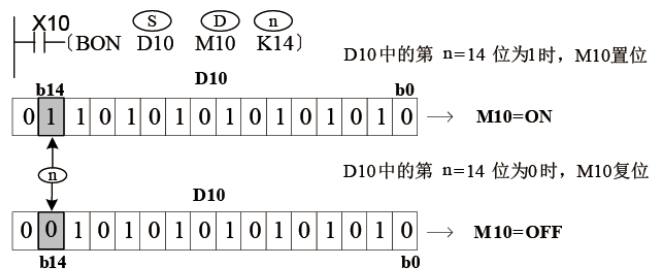 X10 S D n
(BON D10 M10 K14)
D10中的第 n=14 位为1时，M10置位
D10
b14 b0
0 1 1 0 1 0 1 0 1 0 1 0 1 0 1 0 → M10=ON
n
D10中的第 n=14 位为0时，M10复位
D10
0 0 1 0 1 0 1 0 1 0 1 0 1 0 1 0 → M10=OFF
b14 b0